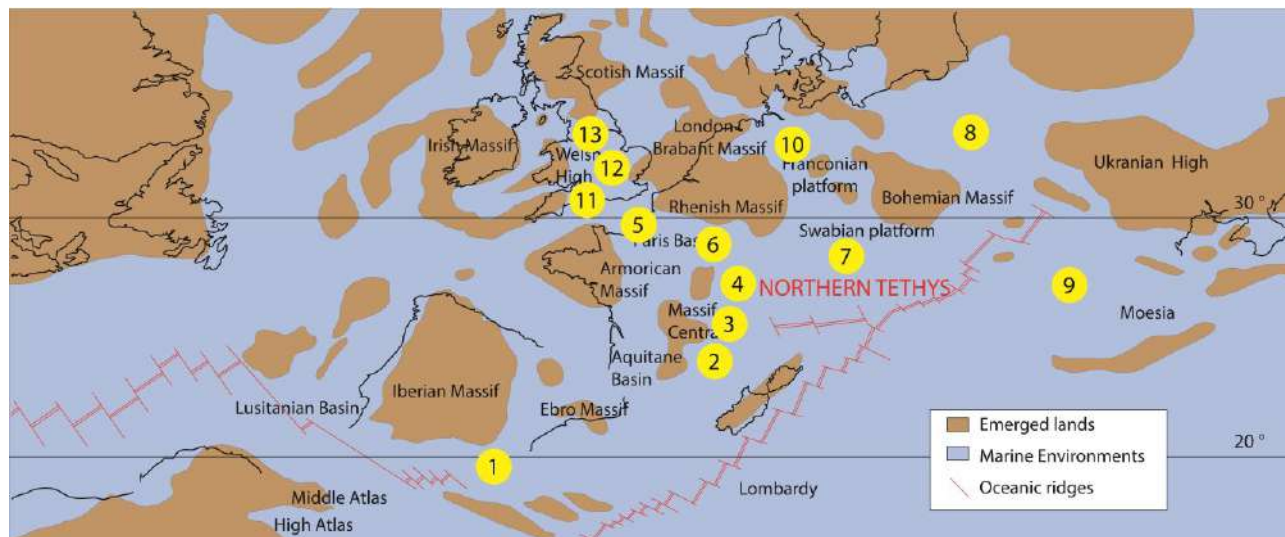 Scotish Massif
8
13
London-
Brabant Massif
10
Irish Massif
Welsh
High
12
Franconian
platform
Ukranian High
11
Rhenish Massif
Bohemian Massif
30 °
5
Paris Bas
6
Swabian platform
7
Armorican
Massif
4
NORTHERN TETHYS
9
Moesia
Massif
Central
3
2
Aquitane
Basin
Iberian Massif
Lusitanian Basin
Ebro Massif
Emerged lands
20 °
1
Marine Environments
Lombardy
Oceanic ridges
Middle Atlas
High Atlas